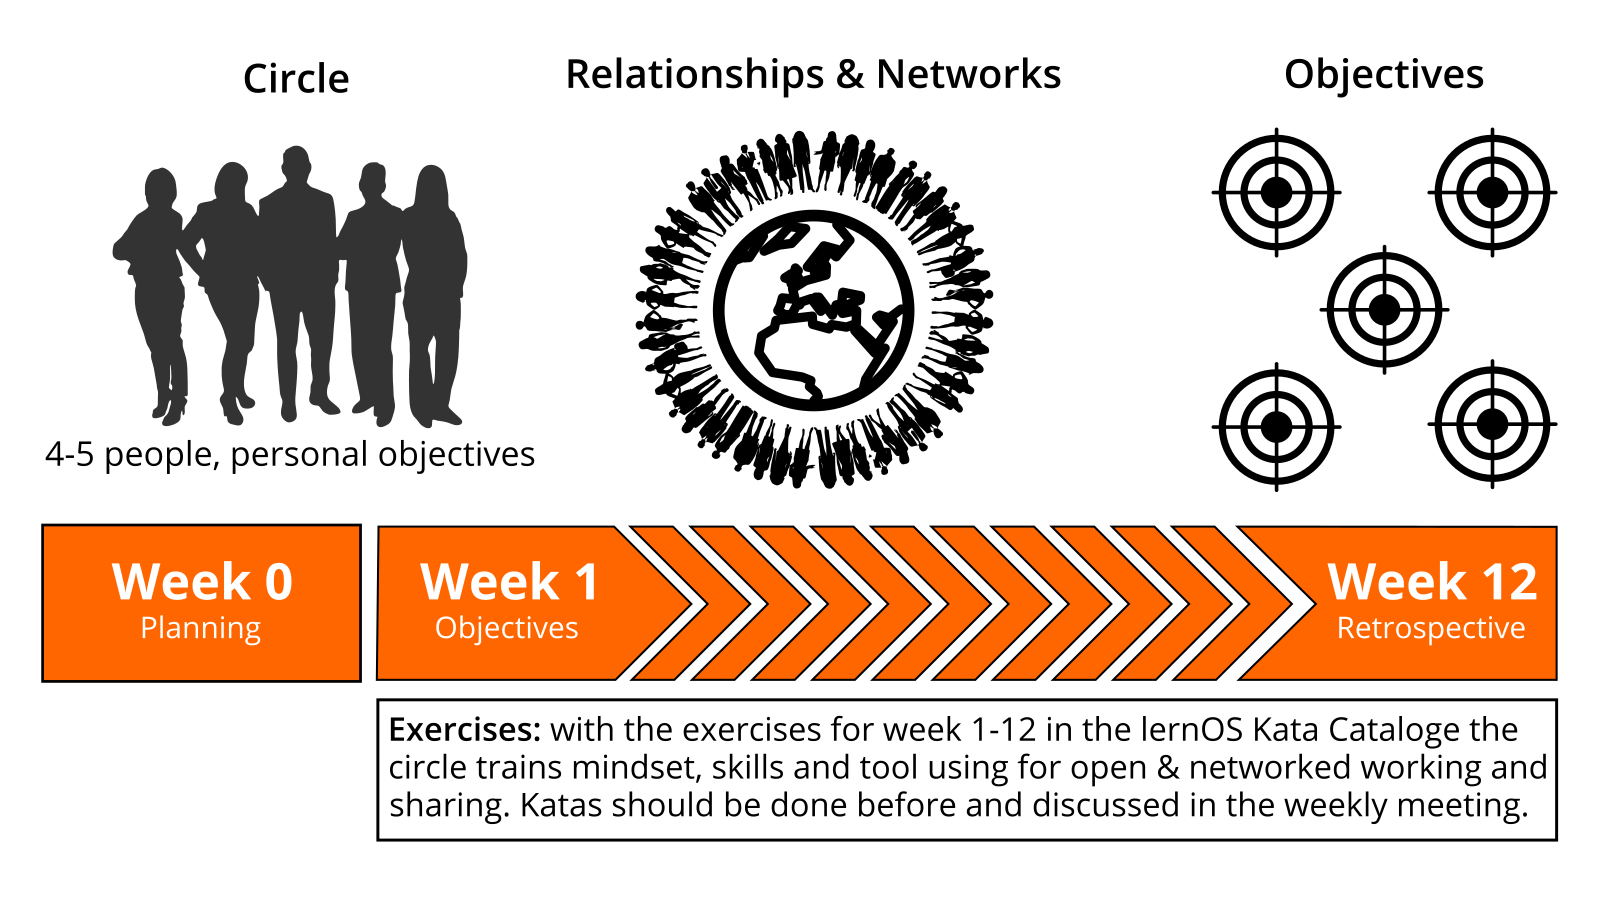 Circle
Relationships & Networks
Objectives
4-5 people, personal objectives
Week 0
Planning
Week 1
Objectives
Week 12
Retrospective
Exercises: with the exercises for week 1-12 in the lernOS Kata Cataloge the
circle trains mindset, skills and tool using for open & networked working and
sharing. Katas should be done before and discussed in the weekly meeting.